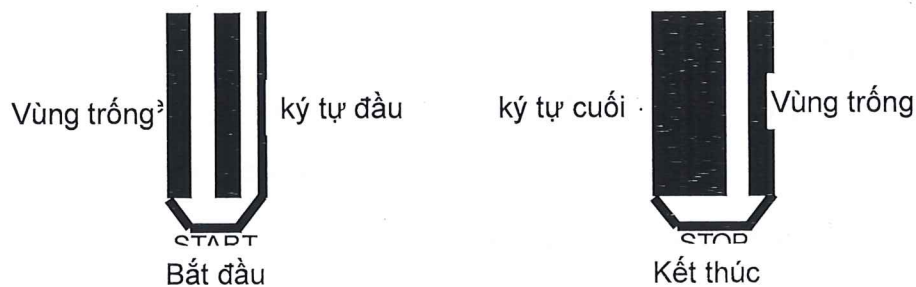 Vùng trống ký tự đầu
ký tự cuối Vùng trống
START
STOP
Bắt đầu
Kết thúc